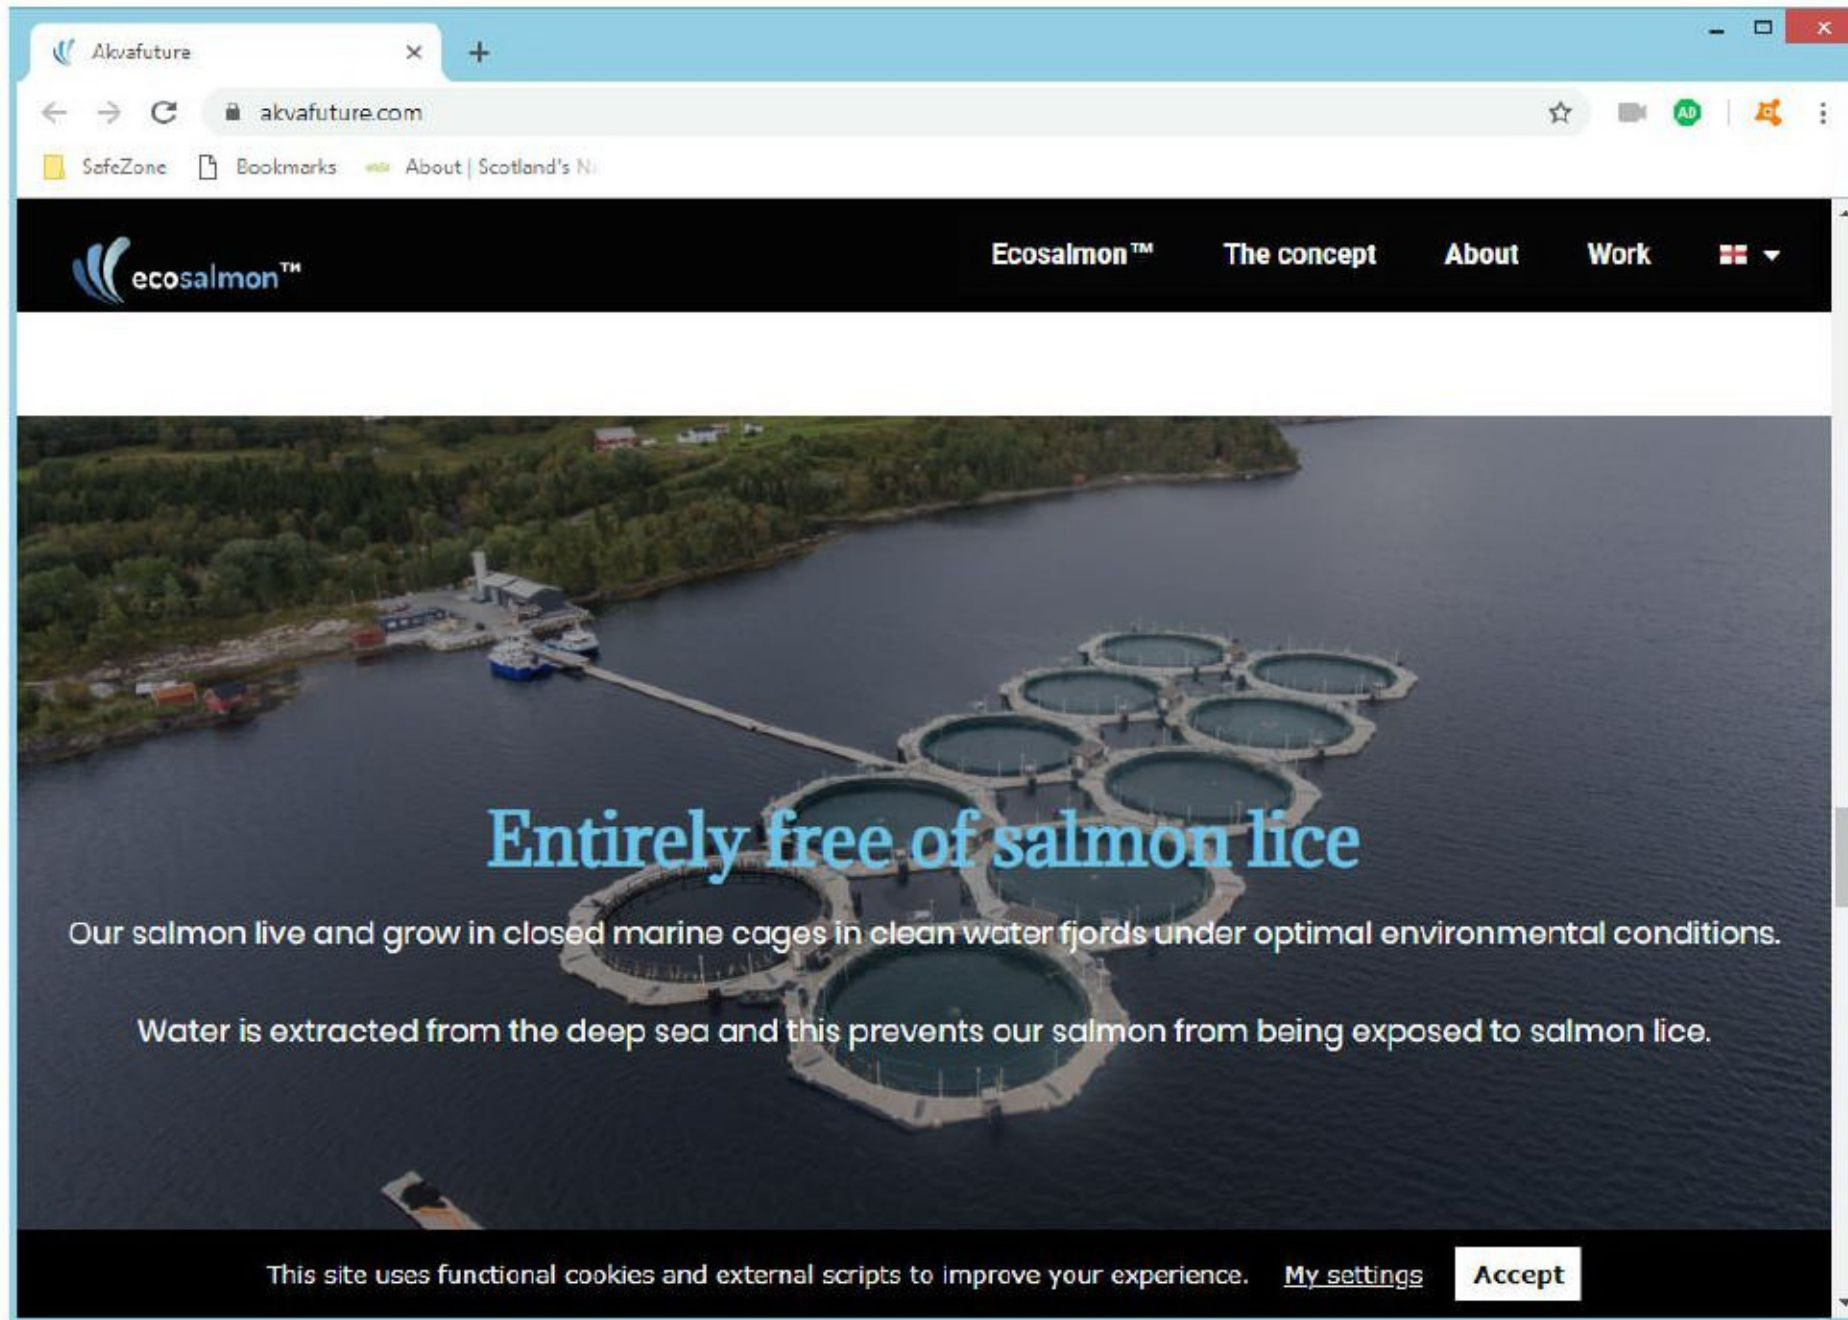 Akvafuture
akvafuture.com
AD
SafeZone Bookmarks About | Scotland's
ecosalmon™ Ecosalmon™ The concept About Work
Entirely free of salmon lice
Our salmon live and grow in closed marine cages in clean water fjords under optimal environmental conditions.
Water is extracted from the deep sea and this prevents our salmon from being exposed to salmon lice.
This site uses functional cookies and external scripts to improve your experience. My settings Accept